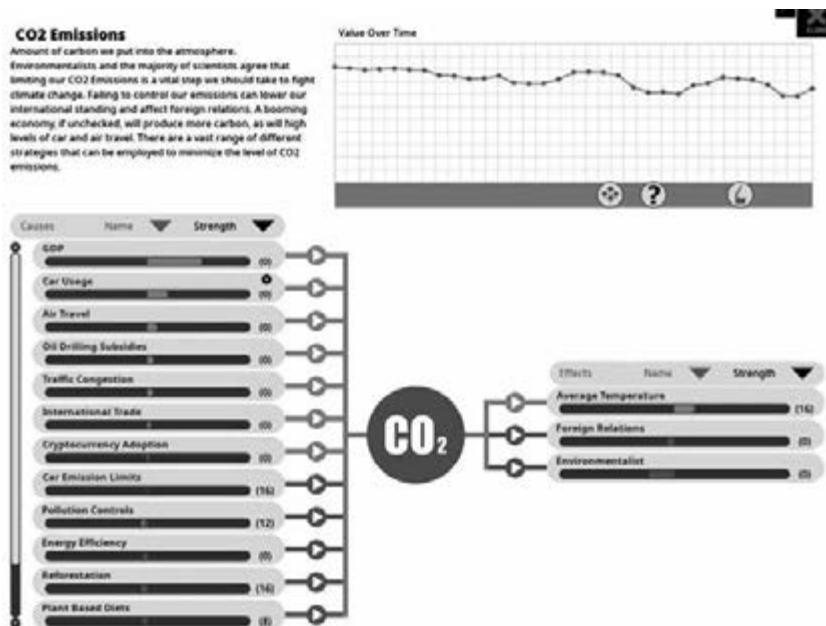 CO2 Emissions
Amount of carbon we put into the atmosphere.
Environmentalists and the majority of scientists agree that
limiting our CO2 Emissions is a vital step we should take to fight
climate change. Failing to control our emissions can lower our
international standing and affect foreign relations. A booming
economy, if unchecked, will produce more carbon, as will high
levels of car and air travel. There are a vast range of different
strategies that can be employed to minimize the level of CO2
emissions.
Value Over Time
?
Causes Name Strength
GDP
(0)
Car Usage
(0)
Air Travel
(0)
Oil Drilling Subsidies
(0)
Traffic Congestion
(0)
International Trade
(0)
Cryptocurrency Adoption
(0)
Car Emission Limits
(16)
Pollution Controls
(12)
Energy Efficiency
(0)
Reforestation
(16)
Plant Based Diets
(8)
CO2
Effects Name Strength
Average Temperature
(16)
Foreign Relations
(0)
Environmentalist
(0)